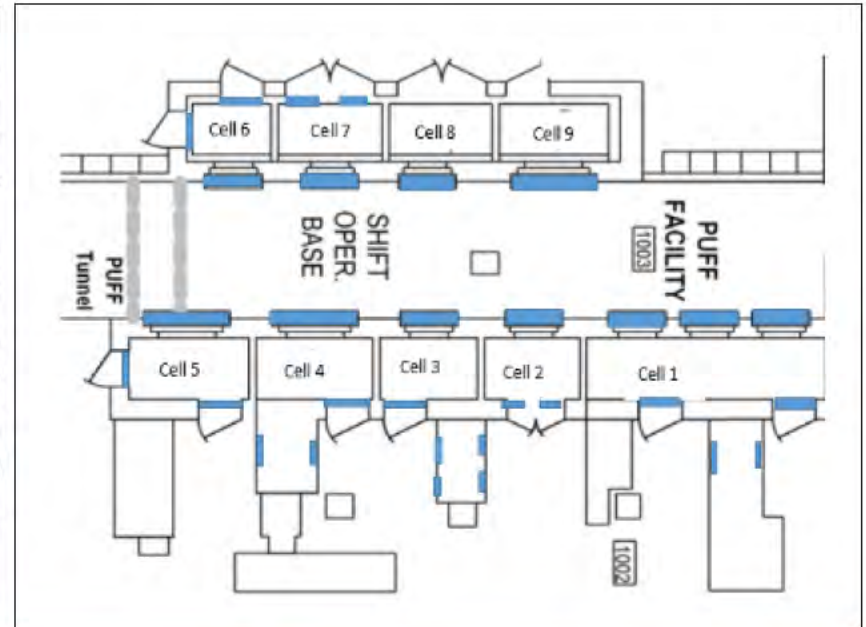 Cell 6
Cell 7
Cell 8
Cell 9
SHIFT
OPER.
BASE
PUFF
FACILITY
1003
PUFF
Tunnel
Cell 5
Cell 4
Cell 3
Cell 2
Cell 1
1002